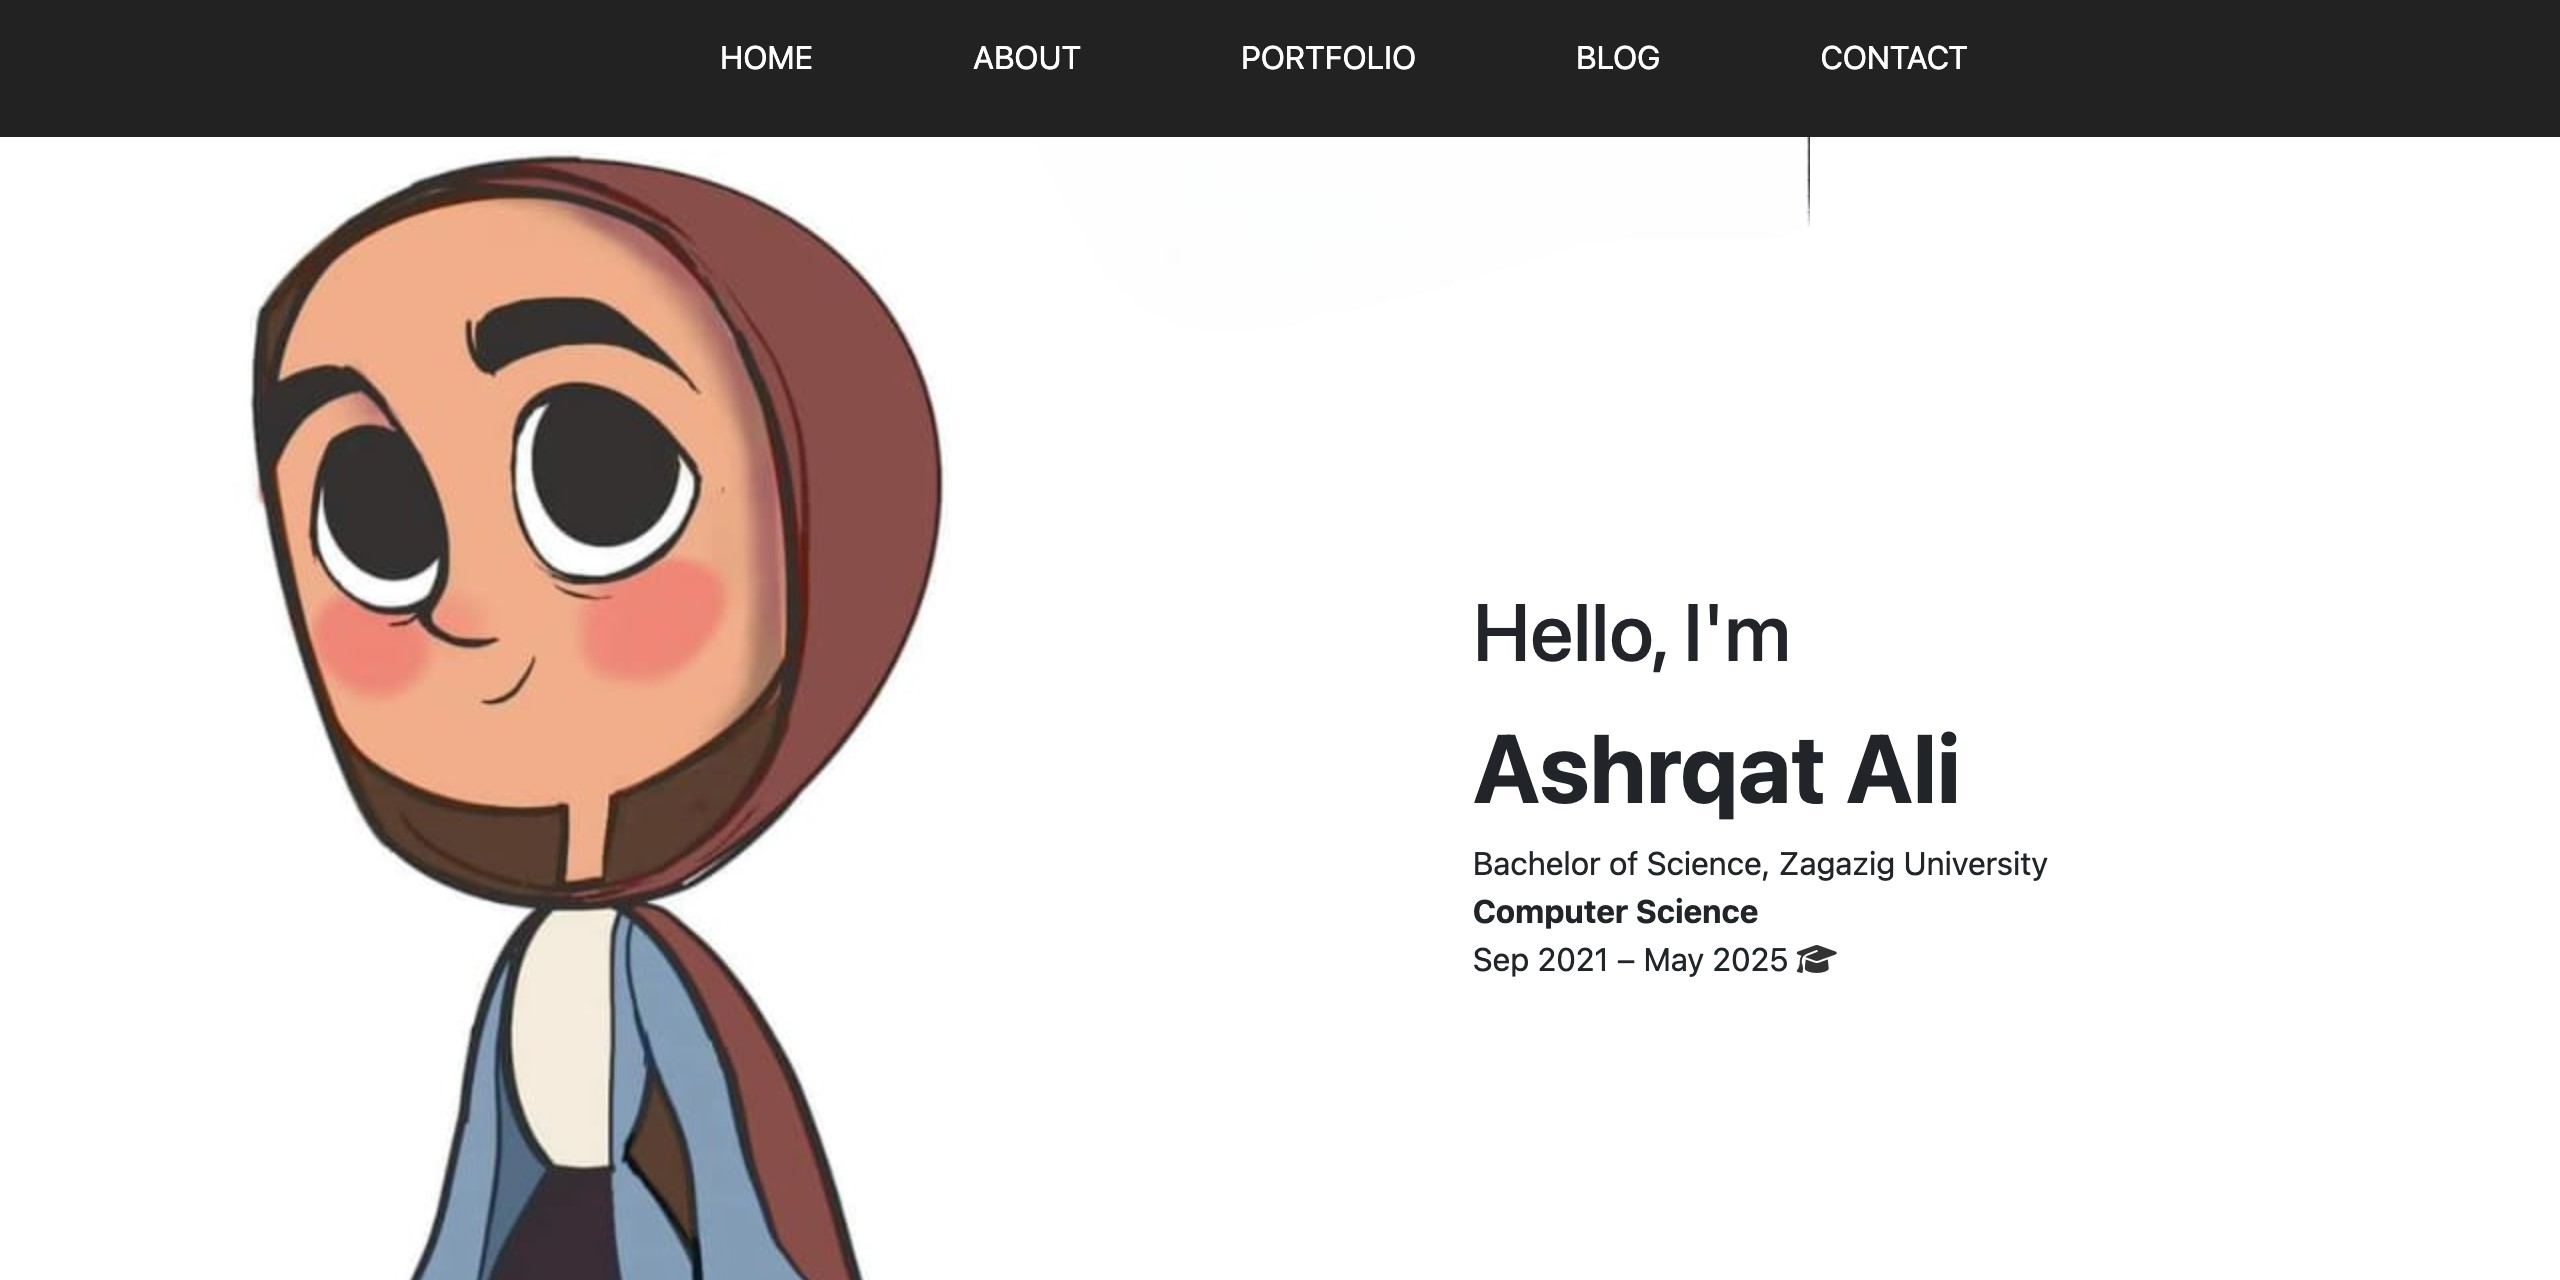 HOME ABOUT PORTFOLIO BLOG CONTACT
Hello, I'm
Ashrqat Ali
Bachelor of Science, Zagazig University
Computer Science
Sep 2021 – May 2025